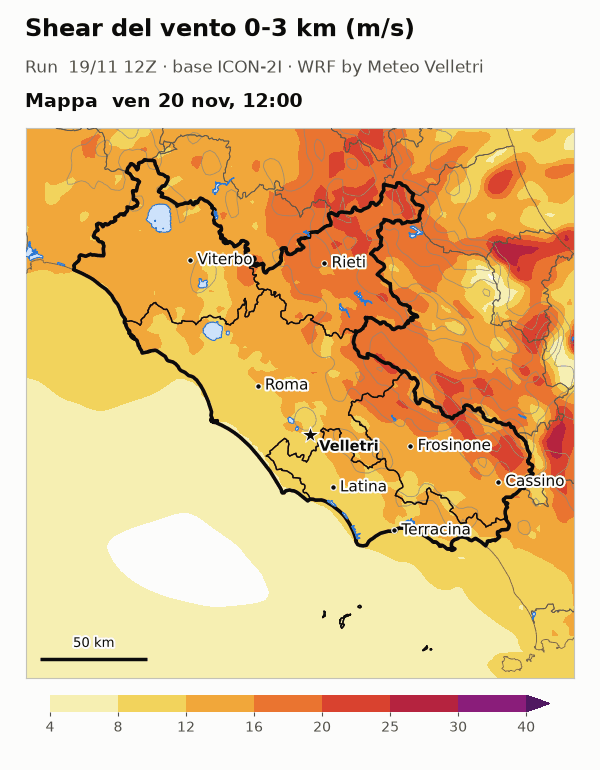 Shear del vento 0-3 km (m/s)
Run 19/11 12Z · base ICON-2I · WRF by Meteo Velletri
Mappa ven 20 nov, 12:00
Viterbo
Rieti
Roma
Velletri
Frosinone
Latina
Cassino
Terracina
50 km
4 8 12 16 20 25 30 40